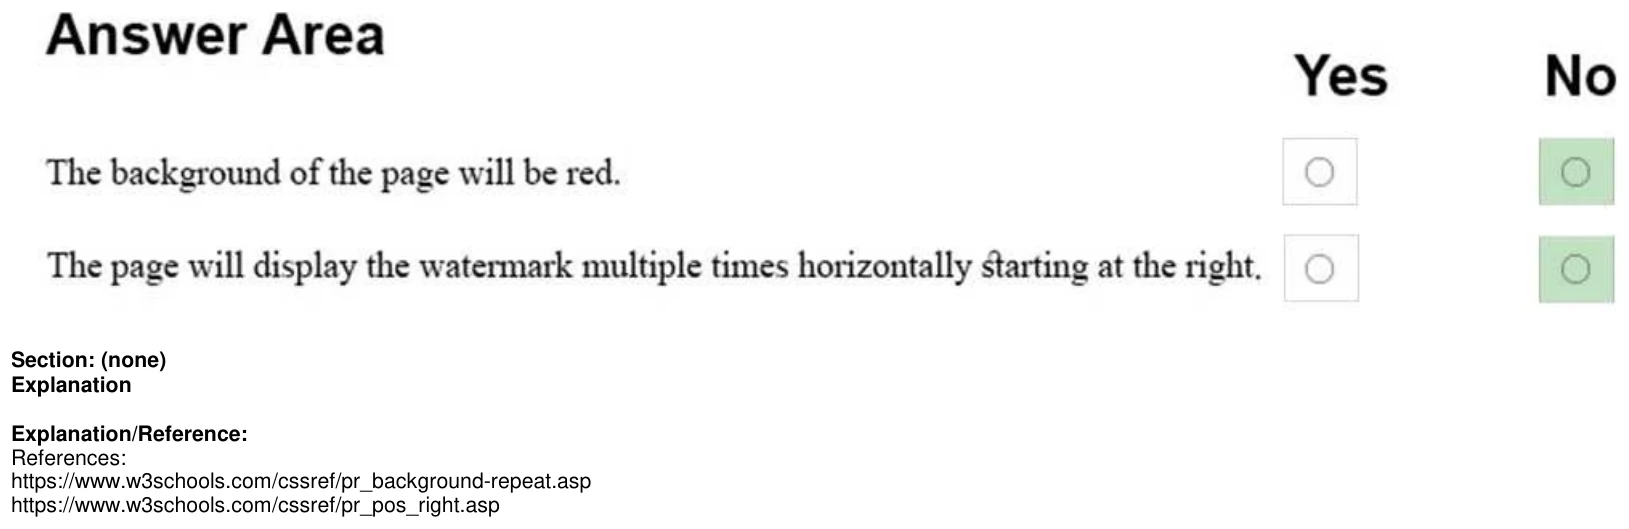 Answer Area
Yes No
The background of the page will be red.
The page will display the watermark multiple times horizontally starting at the right.
Section: (none)
Explanation
Explanation/Reference:
References:
https://www.w3schools.com/cssref/pr_background-repeat.asp
https://www.w3schools.com/cssref/pr_pos_right.asp